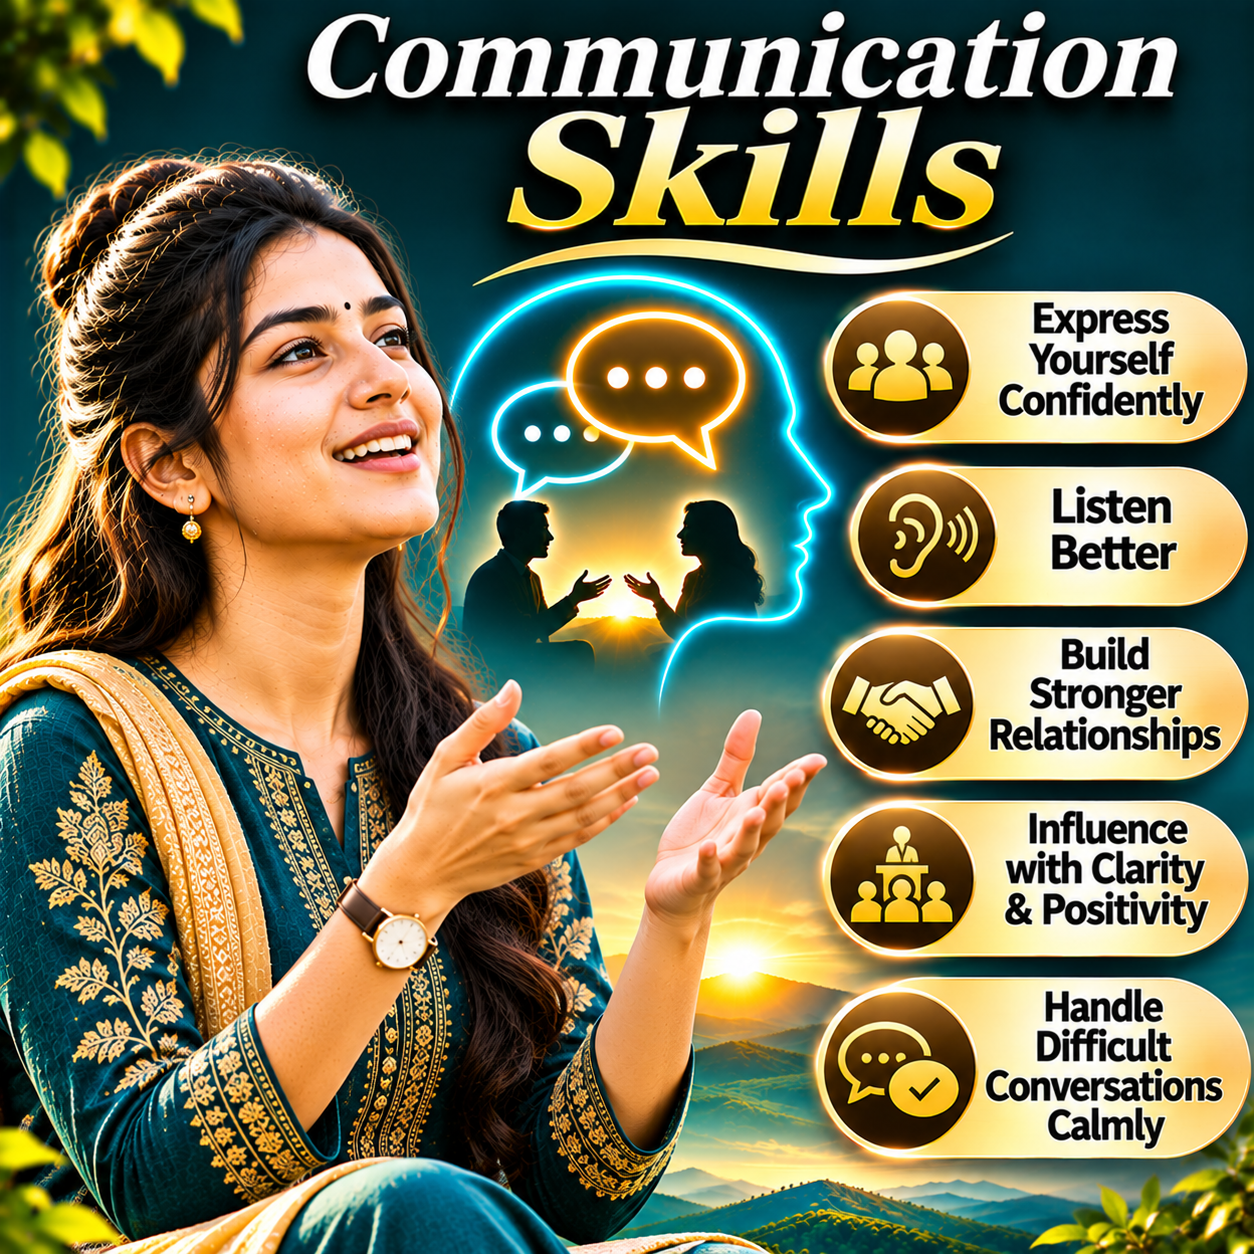 Communication
Skills
Express
Yourself
Confidently
Listen
Better
Build
Stronger
Relationships
Influence
with Clarity
& Positivity
Handle
Difficult
Conversations
Calmly